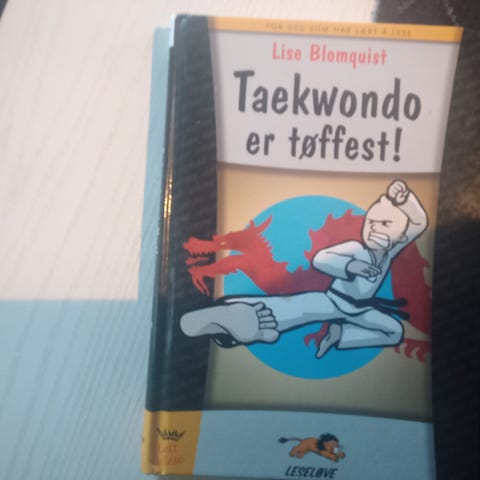 FOR DEG SOM HAR LÆRT Å LESE
Lise Blomquist
Taekwondo
er tøffest!
LESELØVE